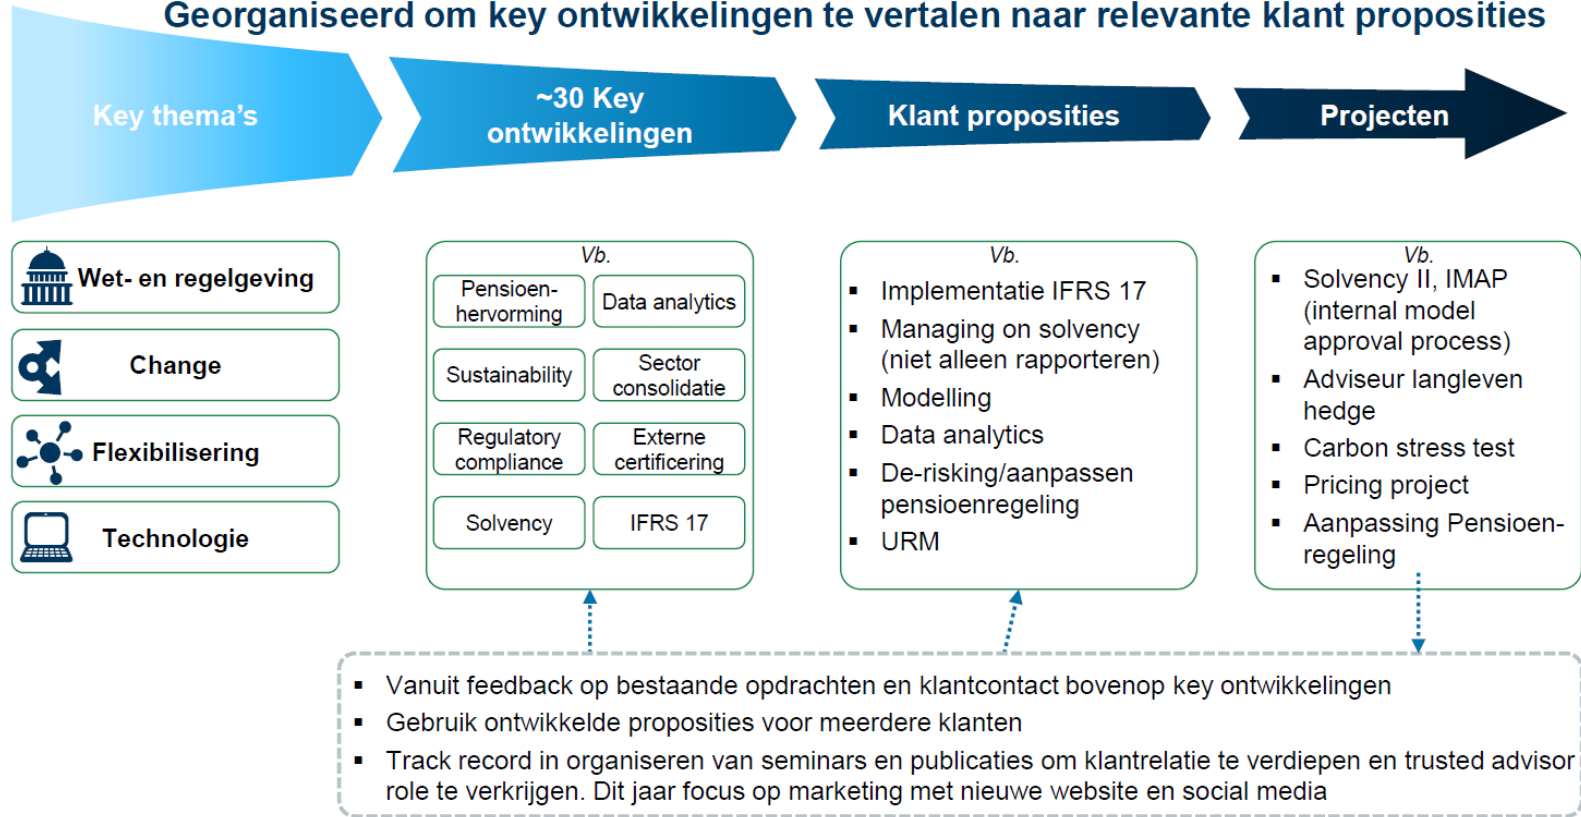 Georganiseerd om key ontwikkelingen te vertalen naar relevante klant proposities
Key thema's
~30 Key
ontwikkelingen
Klant proposities
Projecten
Wet- en regelgeving
Change
Flexibilisering
Technologie
Vb.
Pensioen-
hervorming
Data analytics
Sustainability
Sector
consolidatie
Regulatory
compliance
Externe
certificering
Solvency
IFRS 17
Vb.
▪ Implementatie IFRS 17
▪ Managing on solvency
(niet alleen rapporteren)
▪ Modelling
▪ Data analytics
▪ De-risking/aanpassen
pensioenregeling
▪ URM
Vb.
▪ Solvency II, IMAP
(internal model
approval process)
▪ Adviseur langleven
hedge
▪ Carbon stress test
▪ Pricing project
▪ Aanpassing Pensioen-
regeling
▪ Vanuit feedback op bestaande opdrachten en klantcontact bovenop key ontwikkelingen
▪ Gebruik ontwikkelde proposities voor meerdere klanten
▪ Track record in organiseren van seminars en publicaties om klantrelatie te verdiepen en trusted advisor
role te verkrijgen. Dit jaar focus op marketing met nieuwe website en social media